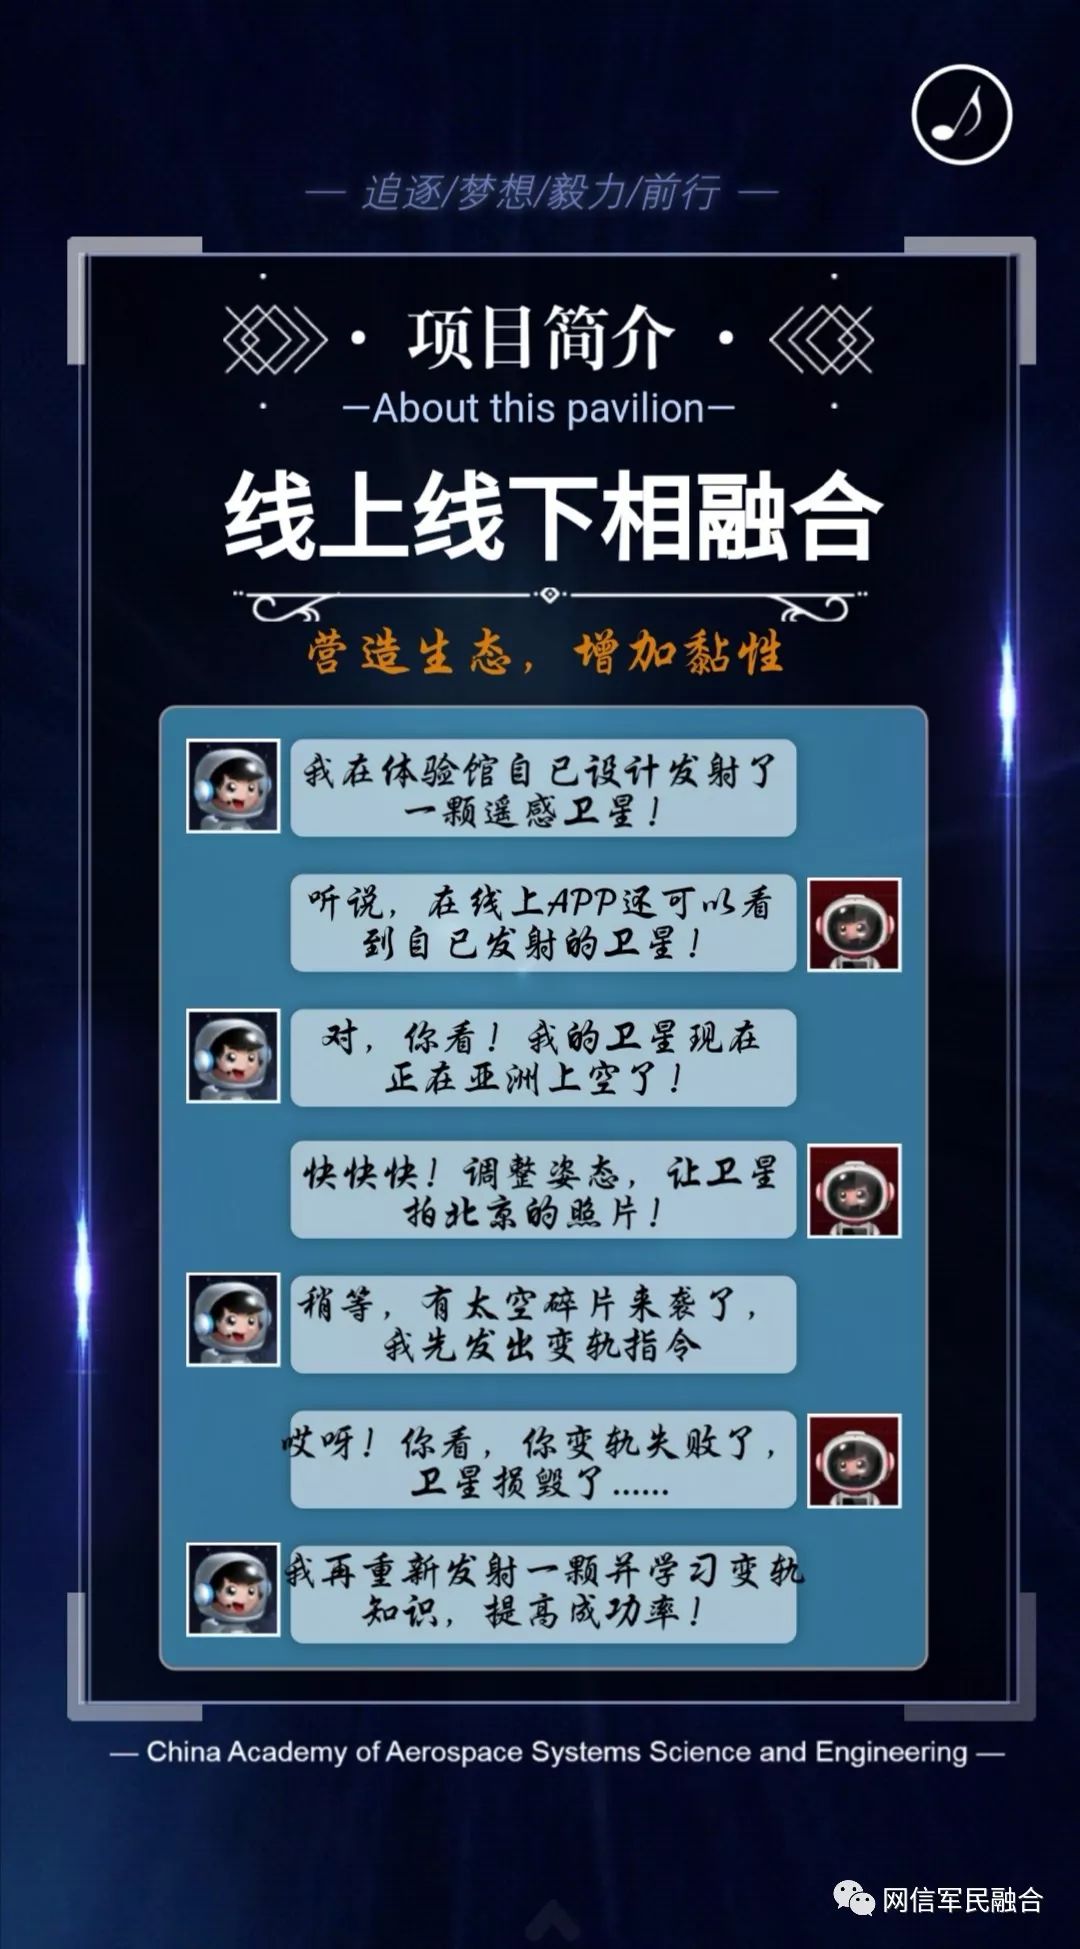 — 追逐/梦想/毅力/前行 —
· 项目简介 ·
—About this pavilion—
线上线下相融合
营造生态，增加黏性
我在体验馆自己设计发射了
一颗遥感卫星！
听说，在线上APP还可以看
到自己发射的卫星！
对，你看！我的卫星现在
正在亚洲上空了！
快快快！调整姿态，让卫星
拍北京的照片！
稍等，有太空碎片来袭了，
我先发出变轨指令
哎呀！你看，你变轨失败了，
卫星损毁了......
我再重新发射一颗并学习变轨
知识，提高成功率！
— China Academy of Aerospace Systems Science and Engineering —
网信军民融合